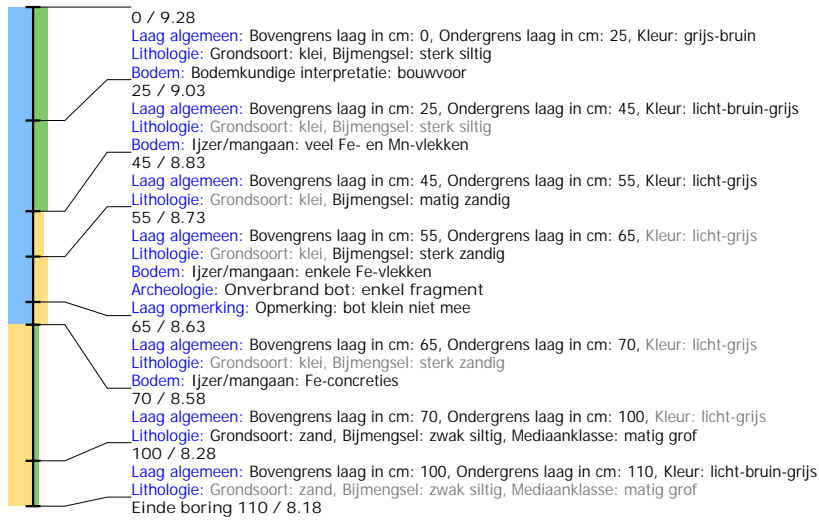 0 / 9.28
Laag algemeen: Bovengrens laag in cm: 0, Ondergrens laag in cm: 25, Kleur: grijs-bruin
Lithologie: Grondsoort: klei, Bijmengsel: sterk siltig
Bodem: Bodemkundige interpretatie: bouwvoor
25 / 9.03
Laag algemeen: Bovengrens laag in cm: 25, Ondergrens laag in cm: 45, Kleur: licht-bruin-grijs
Lithologie: Grondsoort: klei, Bijmengsel: sterk siltig
Bodem: Ijzer/mangaan: veel Fe- en Mn-vlekken
45 / 8.83
Laag algemeen: Bovengrens laag in cm: 45, Ondergrens laag in cm: 55, Kleur: licht-grijs
Lithologie: Grondsoort: klei, Bijmengsel: matig zandig
55 / 8.73
Laag algemeen: Bovengrens laag in cm: 55, Ondergrens laag in cm: 65, Kleur: licht-grijs
Lithologie: Grondsoort: klei, Bijmengsel: sterk zandig
Bodem: Ijzer/mangaan: enkele Fe-vlekken
Archeologie: Onverbrand bot: enkel fragment
Laag opmerking: Opmerking: bot klein niet mee
65 / 8.63
Laag algemeen: Bovengrens laag in cm: 65, Ondergrens laag in cm: 70, Kleur: licht-grijs
Lithologie: Grondsoort: klei, Bijmengsel: sterk zandig
Bodem: Ijzer/mangaan: Fe-concreties
70 / 8.58
Laag algemeen: Bovengrens laag in cm: 70, Ondergrens laag in cm: 100, Kleur: licht-grijs
Lithologie: Grondsoort: zand, Bijmengsel: zwak siltig, Mediaanklasse: matig grof
100 / 8.28
Laag algemeen: Bovengrens laag in cm: 100, Ondergrens laag in cm: 110, Kleur: licht-bruin-grijs
Lithologie: Grondsoort: zand, Bijmengsel: zwak siltig, Mediaanklasse: matig grof
Einde boring 110 / 8.18